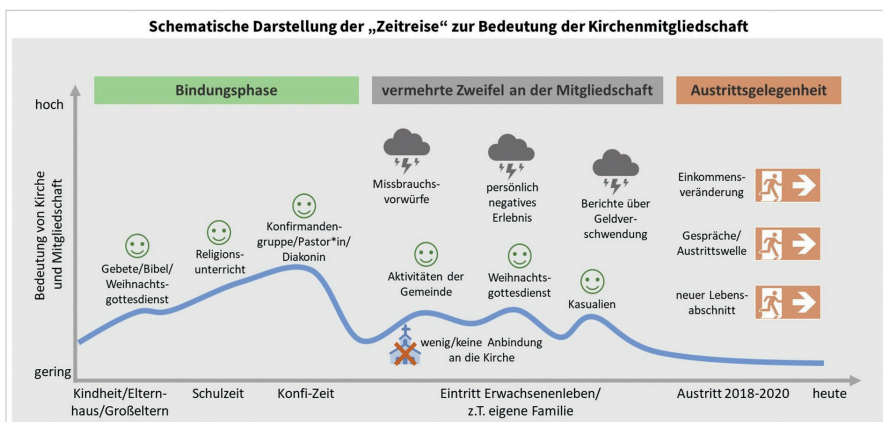 Schematische Darstellung der „Zeitreise“ zur Bedeutung der Kirchenmitgliedschaft
hoch
Bindungsphase
vermehrte Zweifel an der Mitgliedschaft
Austrittsgelegenheit
Bedeutung von Kirche
und Mitgliedschaft
Missbrauchs-
vorwürfe
persönlich
negatives
Erlebnis
Berichte über
Geldver-
schwendung
Einkommens-
veränderung
Gebete/Bibel/
Weihnachts-
gottesdienst
Religions-
unterricht
Konfirmanden-
gruppe/Pastor*in/
Diakonin
Aktivitäten der
Gemeinde
Weihnachts-
gottesdienst
Kasualien
Gespräche/
Austrittswelle
neuer Lebens-
abschnitt
wenig/keine Anbindung
an die Kirche
gering
Kindheit/Eltern-
haus/Großeltern
Schulzeit
Konfi-Zeit
Eintritt Erwachsenenleben/
z.T. eigene Familie
Austritt 2018-2020
heute